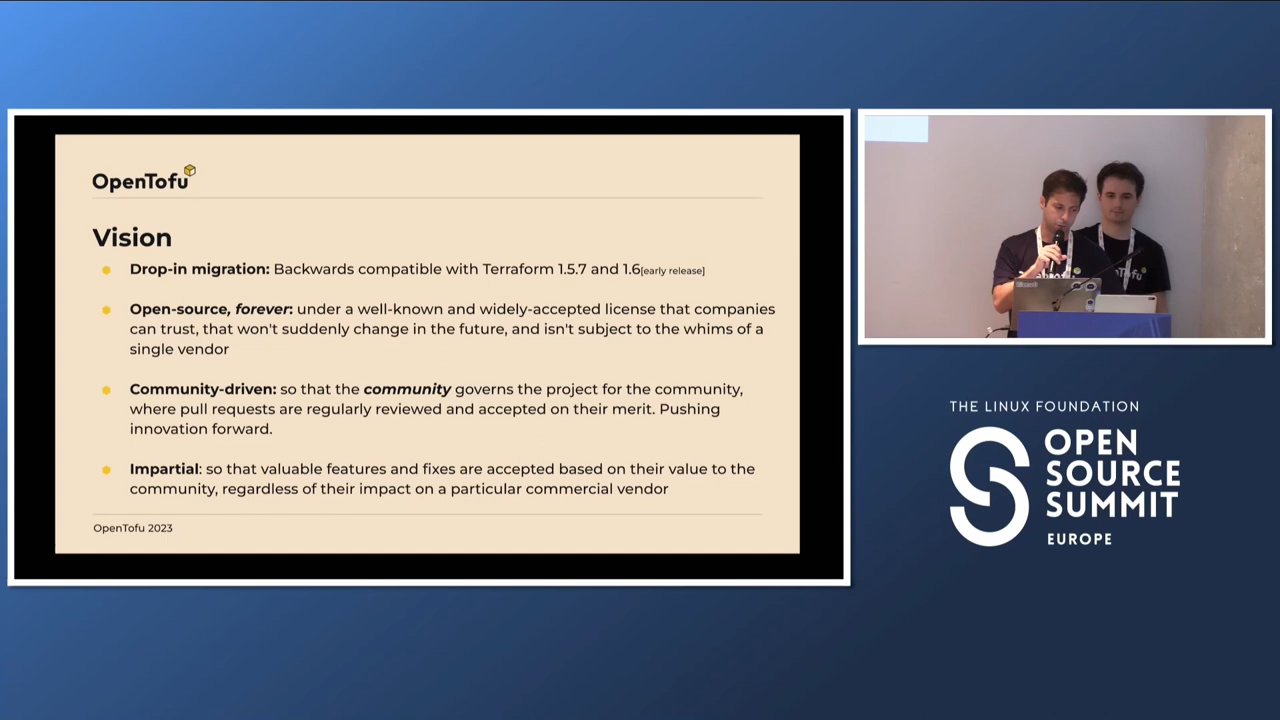 OpenTofu
Vision
Drop-in migration: Backwards compatible with Terraform 1.5.7 and 1.6[early release]
Open-source, forever: under a well-known and widely-accepted license that companies
can trust, that won't suddenly change in the future, and isn't subject to the whims of a
single vendor
Community-driven: so that the community governs the project for the community,
where pull requests are regularly reviewed and accepted on their merit. Pushing
innovation forward.
Impartial: so that valuable features and fixes are accepted based on their value to the
community, regardless of their impact on a particular commercial vendor
OpenTofu 2023
THE LINUX FOUNDATION
OPEN
SOURCE
SUMMIT
EUROPE